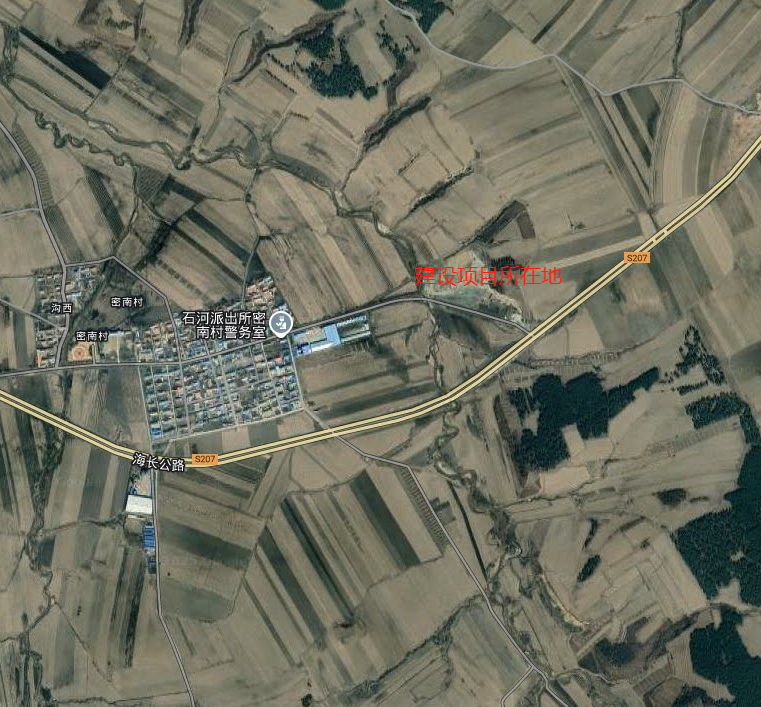 S207
建设项目所在地
密南村
沟西
石河派出所密
南村警务室
密南村
海长公路
S207